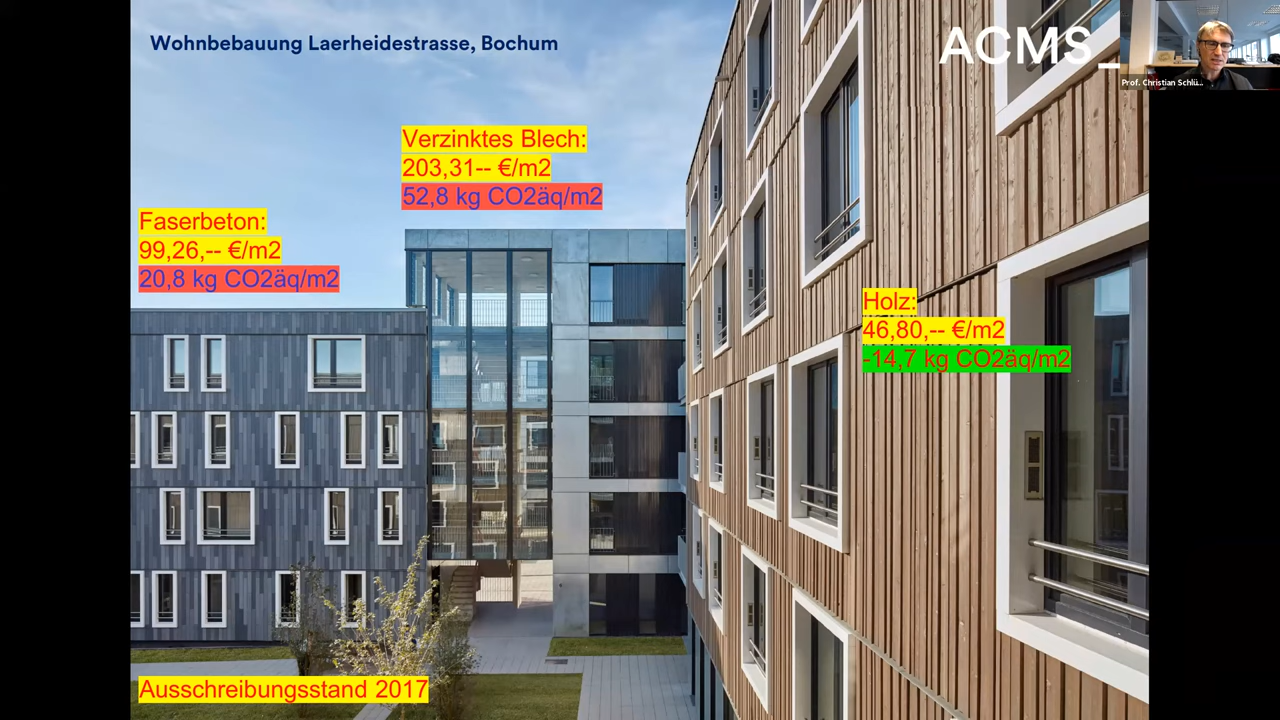 Wohnbebauung Laerheidestrasse, Bochum
ACMS_
Prof. Christian Schlü...
Verzinktes Blech:
203,31-- €/m2
52,8 kg CO2äq/m2
Faserbeton:
99,26,-- €/m2
20,8 kg CO2äq/m2
Holz:
46,80,-- €/m2
-14,7 kg CO2äq/m2
Ausschreibungsstand 2017